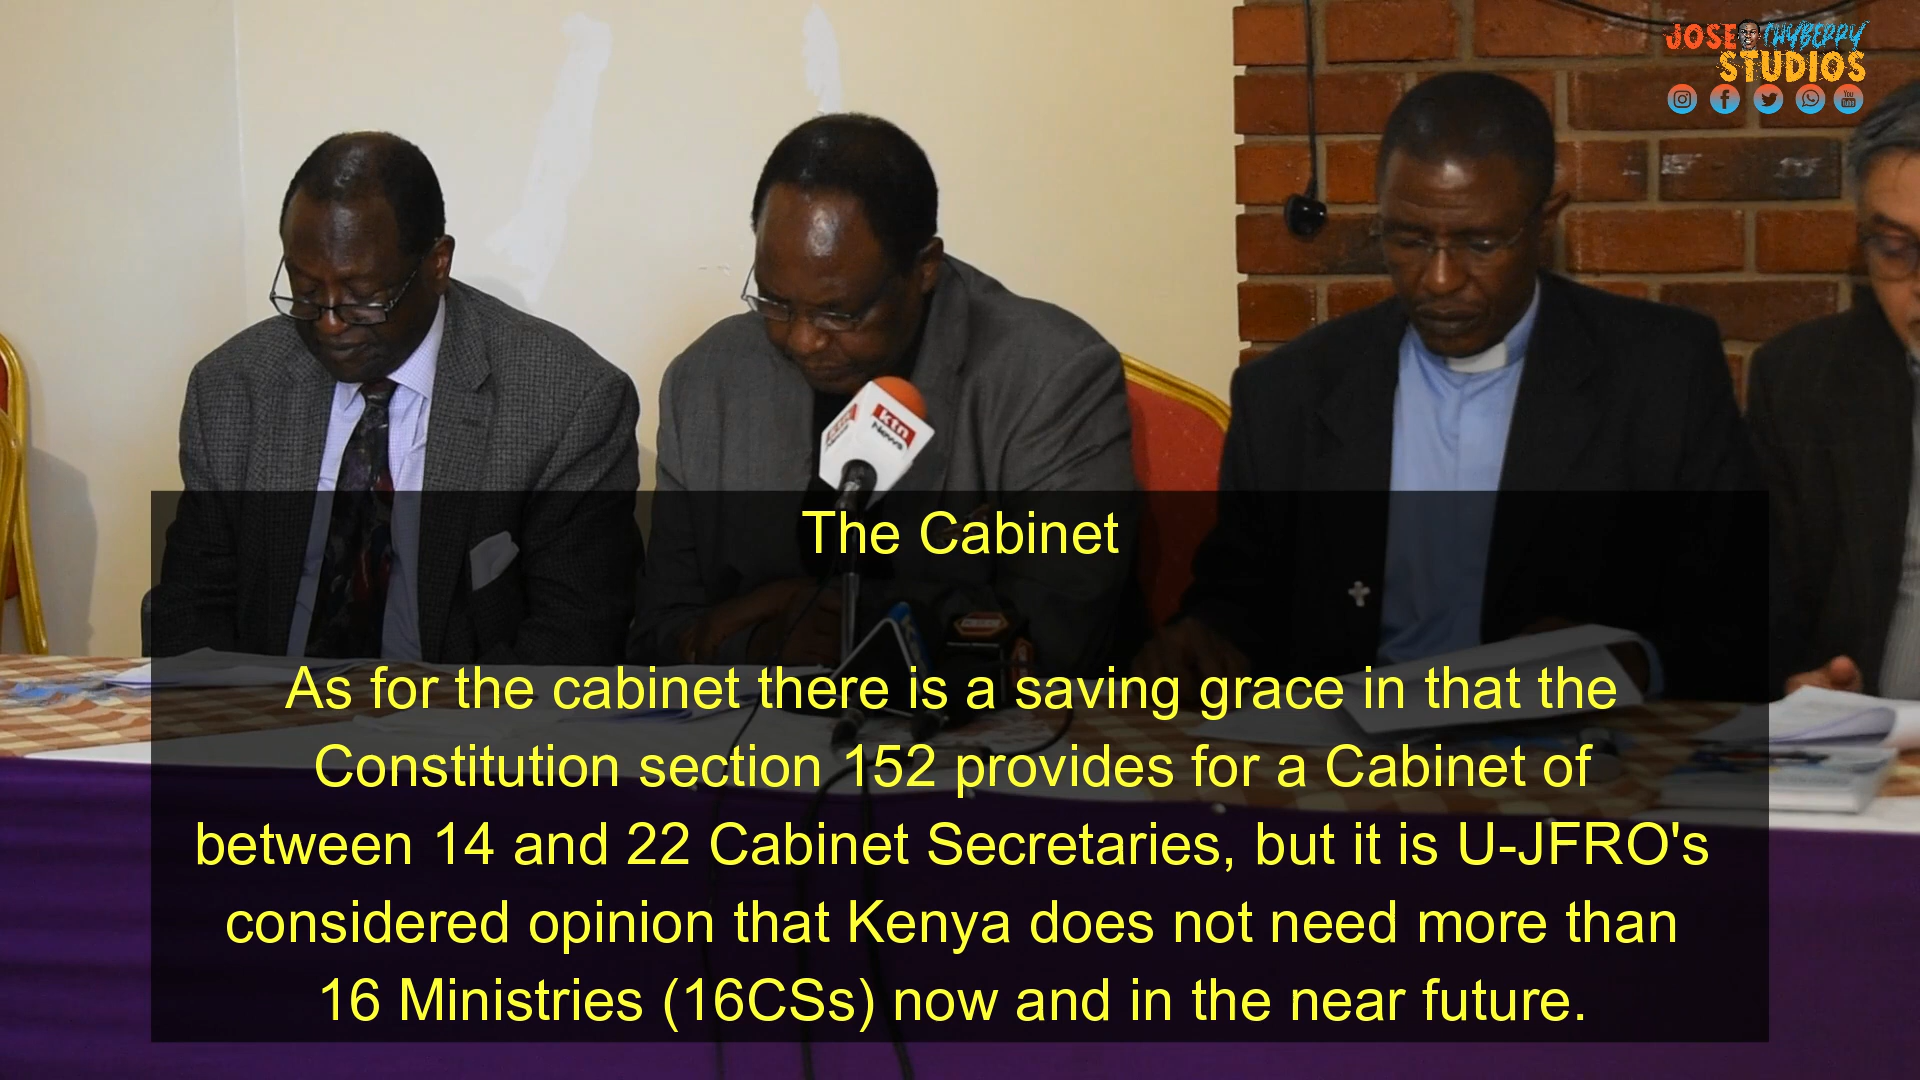 JOSE THYBERRY
STUDIOS
ktn
News
The Cabinet
As for the cabinet there is a saving grace in that the
Constitution section 152 provides for a Cabinet of
between 14 and 22 Cabinet Secretaries, but it is U-JFRO's
considered opinion that Kenya does not need more than
16 Ministries (16CSs) now and in the near future.